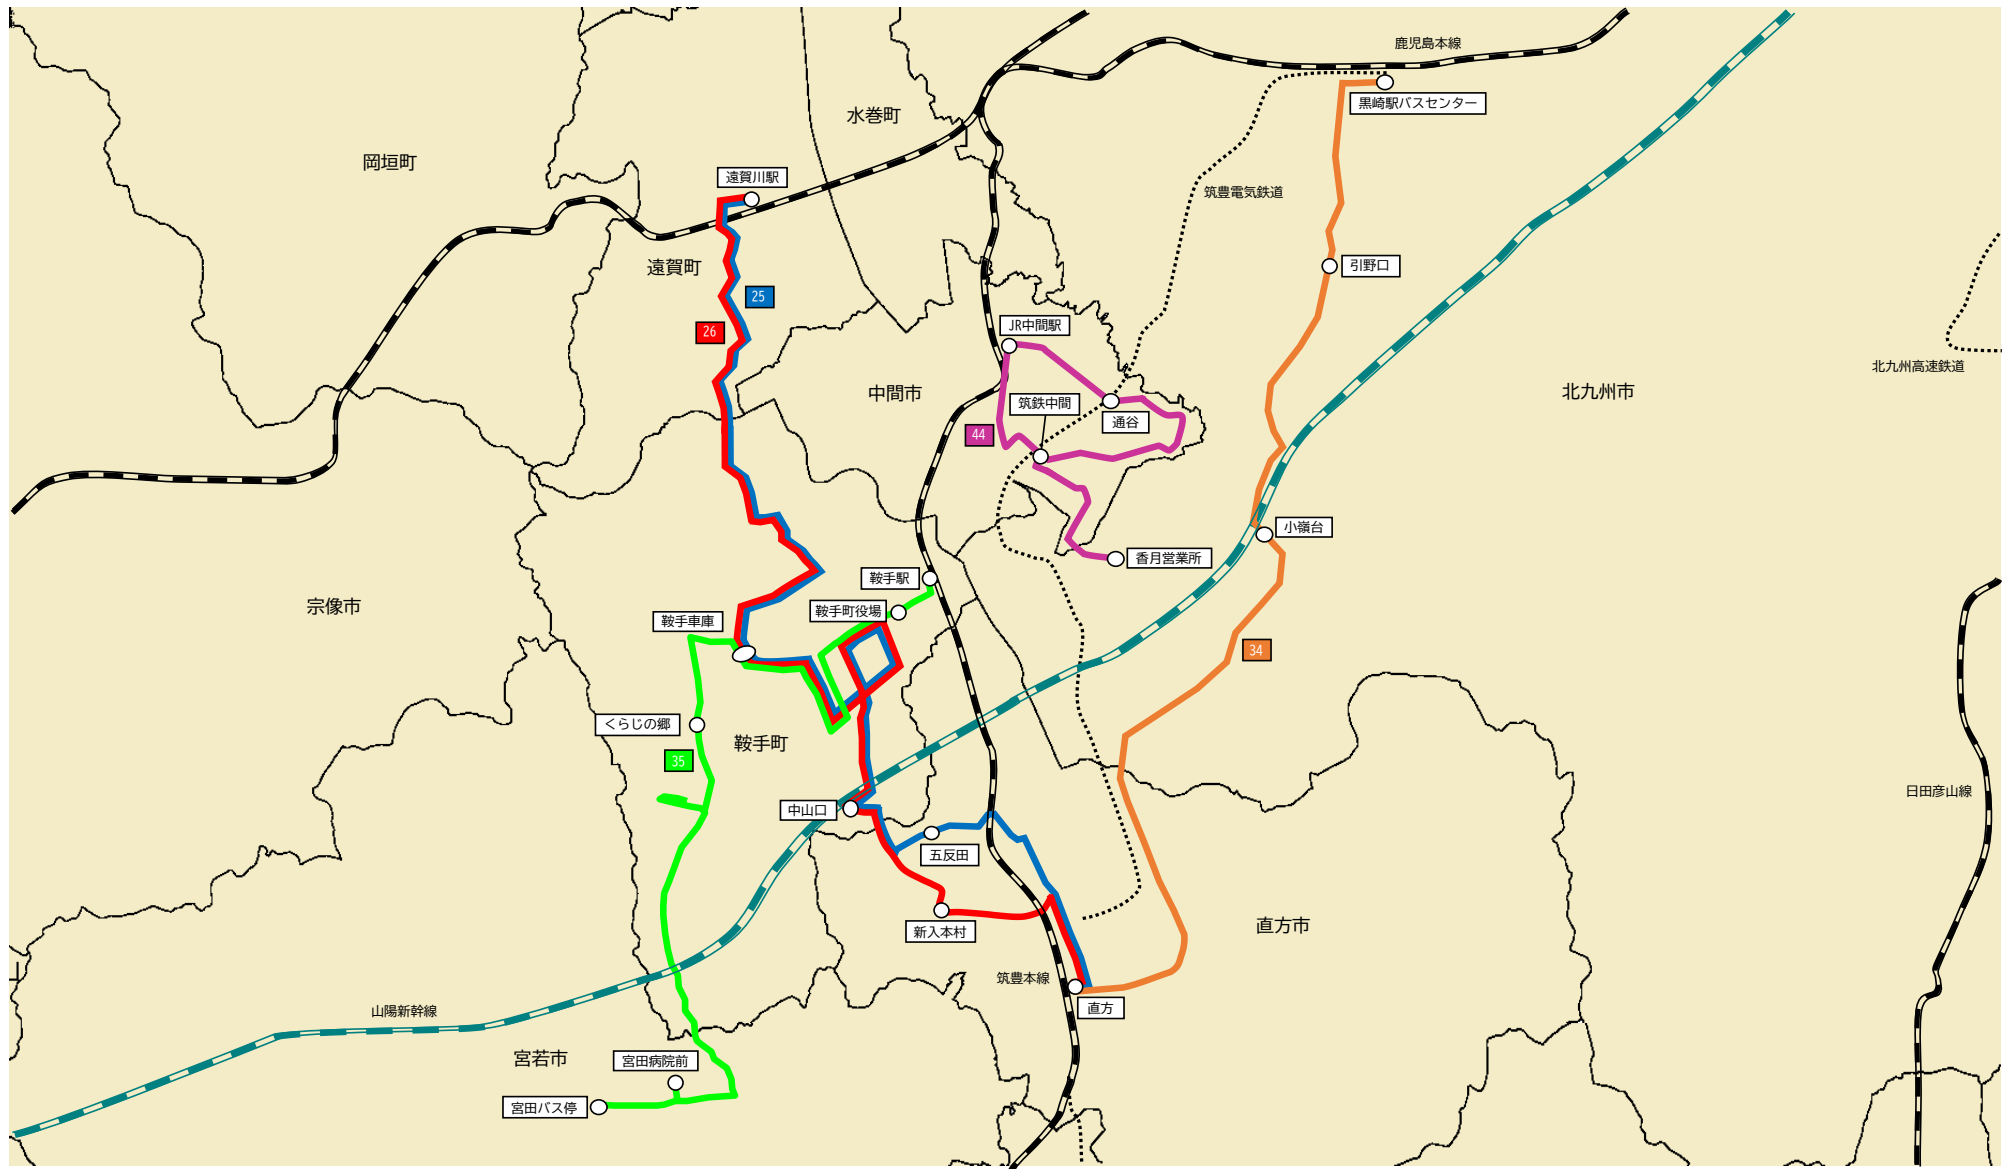 鹿児島本線
黒崎駅バスセンター
水巻町
岡垣町
遠賀川駅
筑豊電気鉄道
遠賀町
引野口
25
26
JR中間駅
北九州高速鉄道
中間市
北九州市
筑鉄中間
通谷
44
小嶺台
香月営業所
鞍手駅
宗像市
鞍手町役場
鞍手車庫
34
くらじの郷
鞍手町
35
日田彦山線
中山口
五反田
直方市
新入本村
筑豊本線
直方
山陽新幹線
宮若市
宮田病院前
宮田バス停